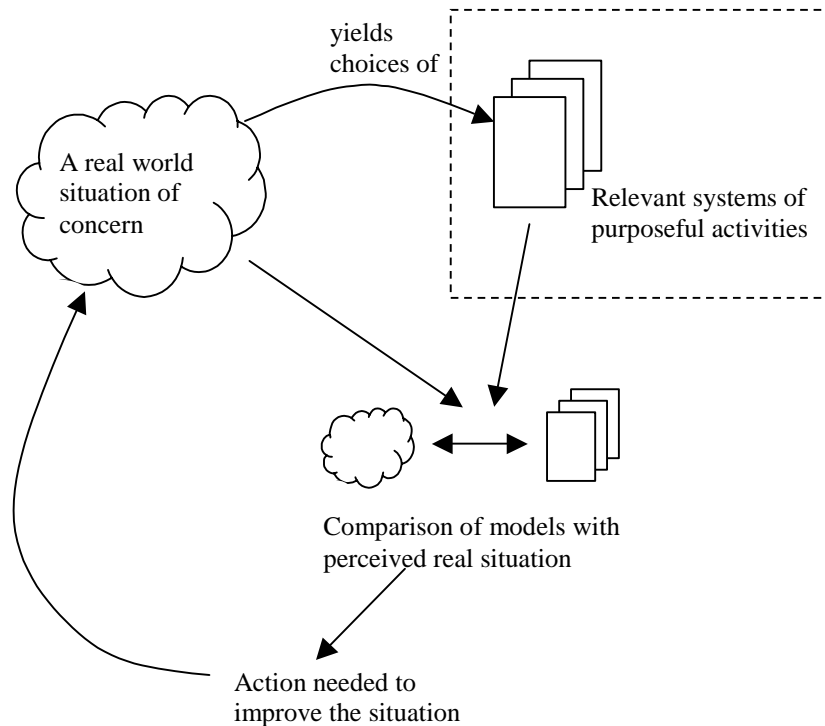 yields
choices of
A real world
situation of
concern
Relevant systems of
purposeful activities
Comparison of models with
perceived real situation
Action needed to
improve the situation